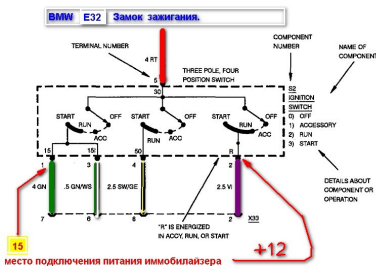 BMW E32 Замок зажигания.
COMPONENT
NUMBER
TERMINAL NUMBER
NAME OF
COMPONENT
4 RT
THREE POLE, FOUR
POSITION SWITCH
5
30
S2
IGNITION
SWITCH
0) OFF
1) ACCESSORY
2) RUN
3) START
START OFF
RUN
ACC
START OFF
RUN
ACC
START OFF
RUN
ACC
15 15I 50 R
1 3 4 2
4 GN .5 GN/WS 2.5 SW/GE 2.5 VI
DETAILS ABOUT
COMPONENT OR
OPERATION
"R" IS ENERGIZED
IN ACCY, RUN, OR START
7 6 8 2 X33
15
+12
место подключения питания иммобилайзера